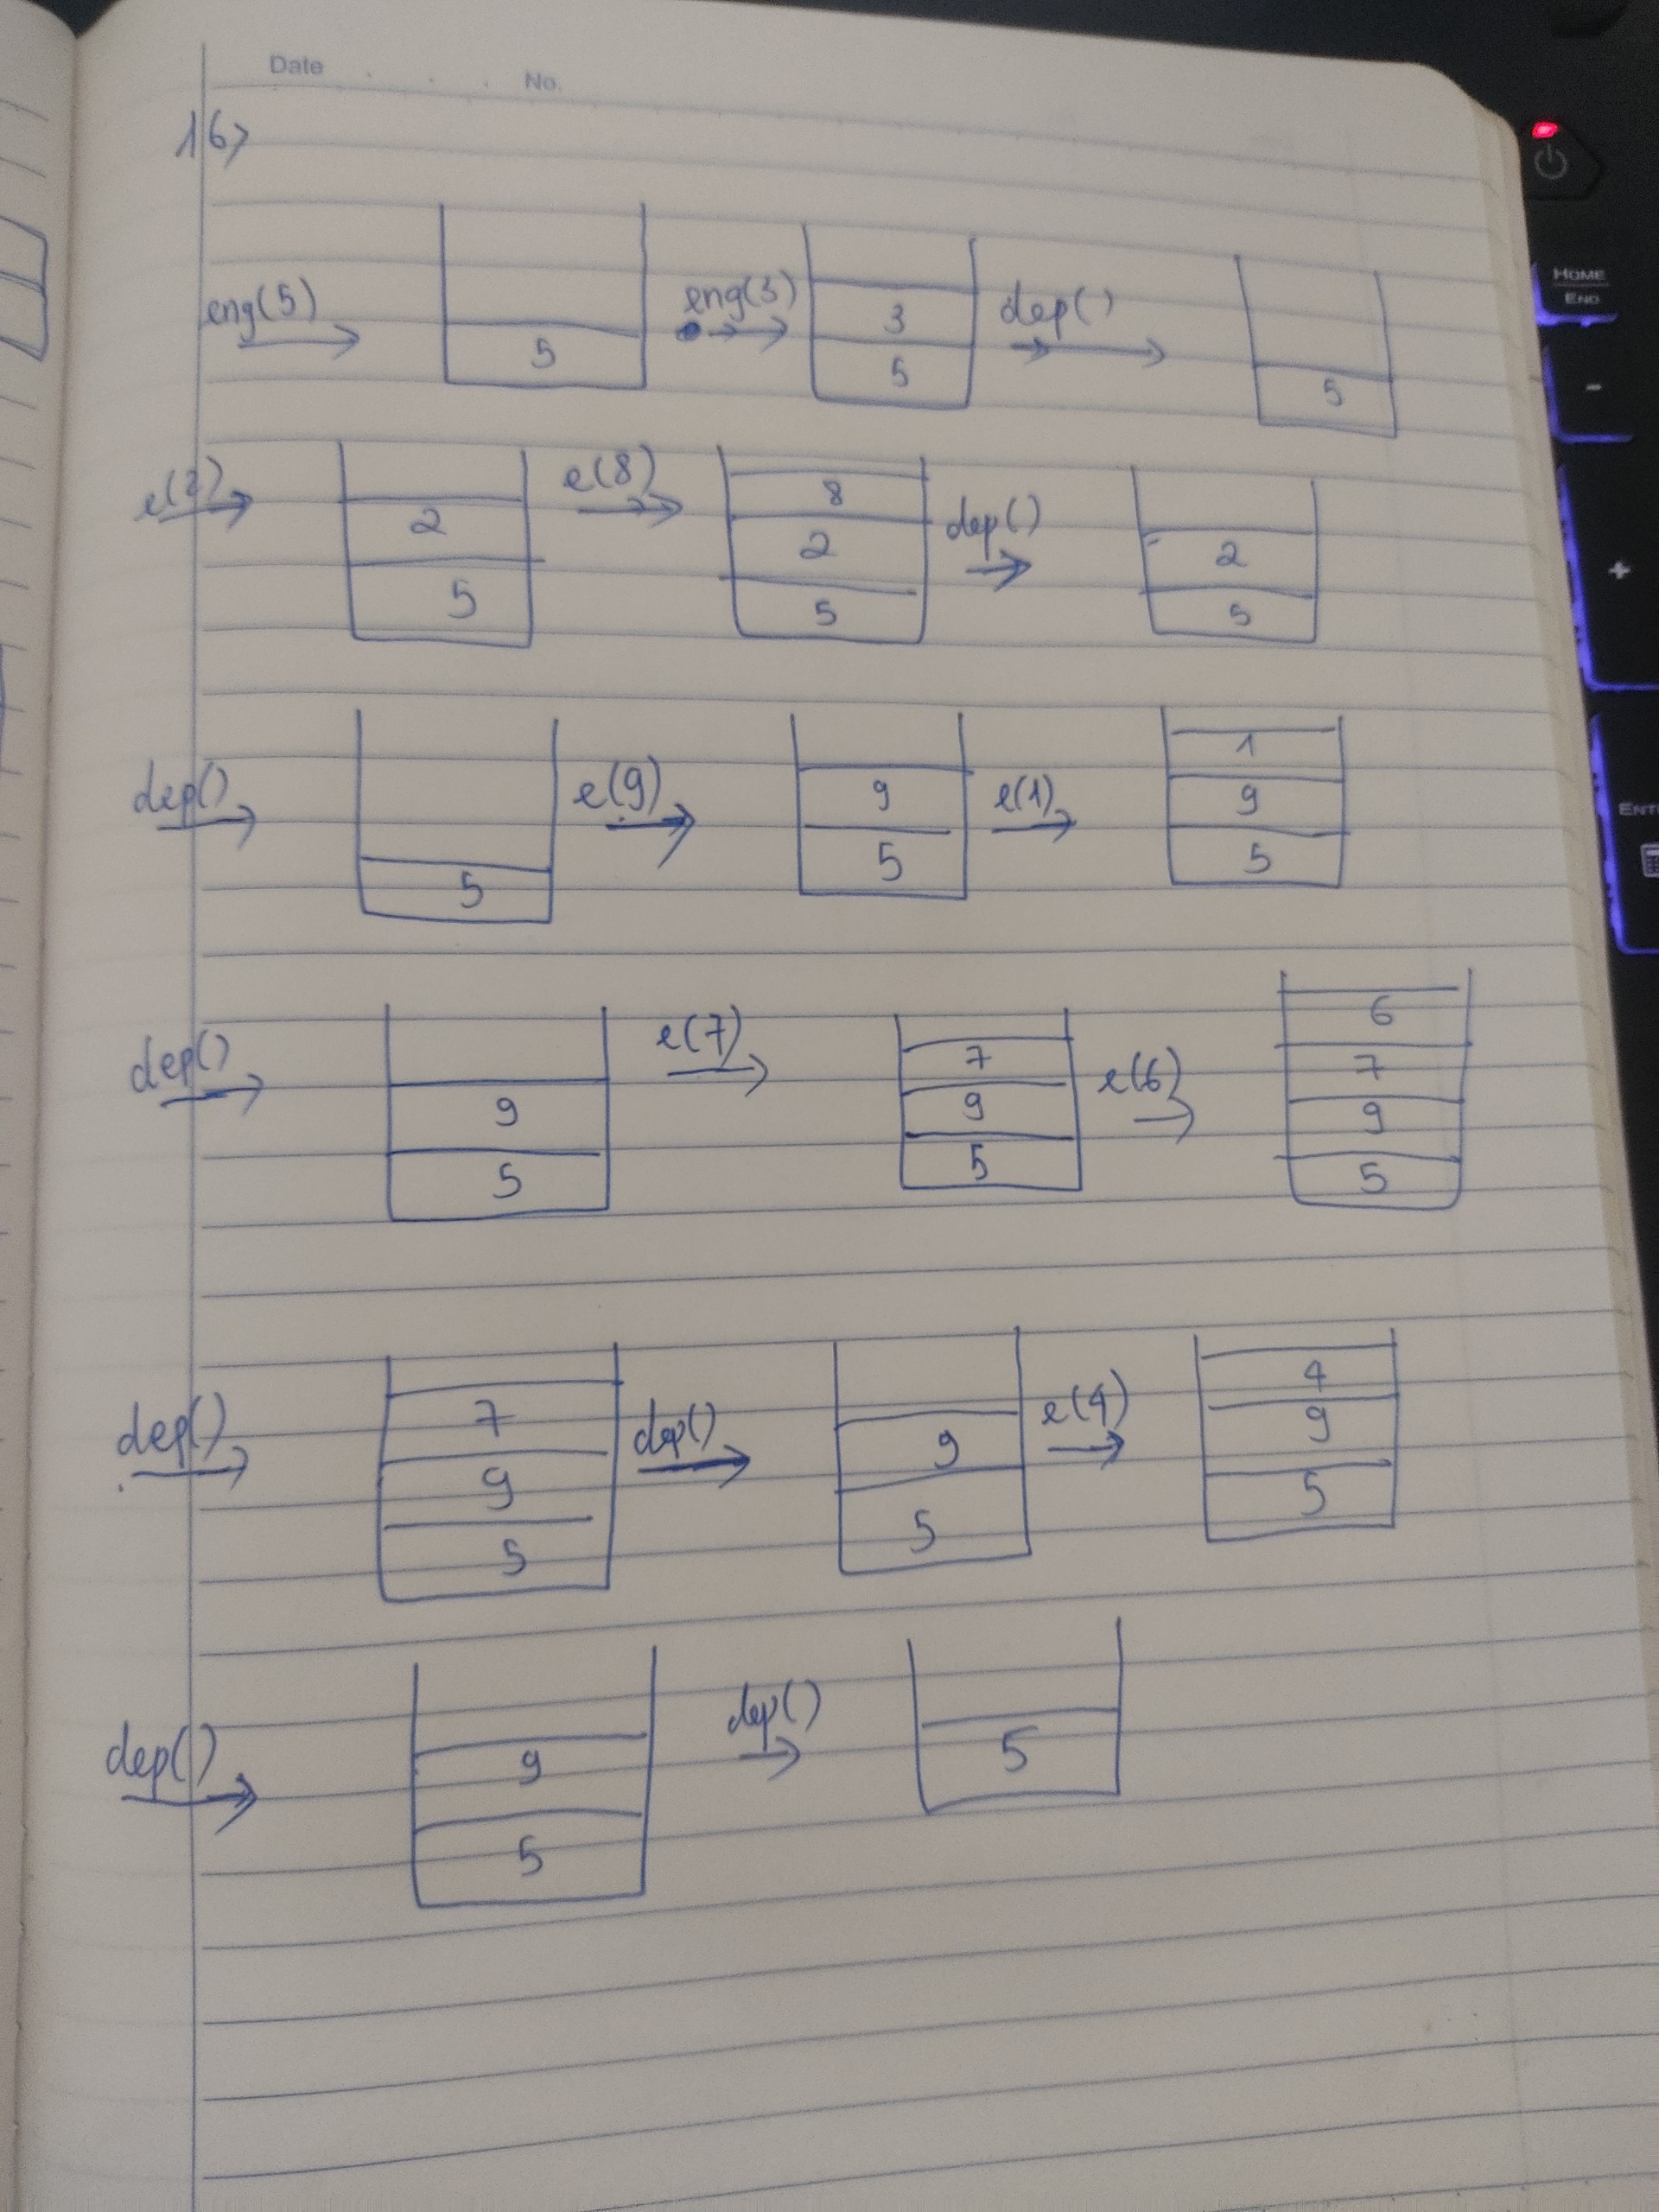 Date No.
16>
eng(5) 5 eng(3) 3 5 dep() 5
e(2) 2 5 e(8) 8 2 5 dep() 2 5
dep() 5 e(9) 9 5 e(1) 1 9 5
dep() 9 5 e(7) 7 9 5 e(6) 6 7 9 5
dep() 7 9 5 dep() 9 5 e(4) 4 9 5
dep() 9 5 dep() 5
HOME
END
-
+